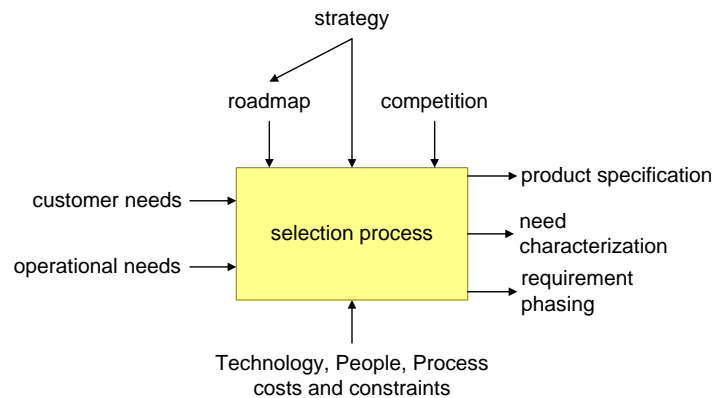 strategy
roadmap
competition
customer needs
operational needs
selection process
product specification
need
characterization
requirement
phasing
Technology, People, Process
costs and constraints